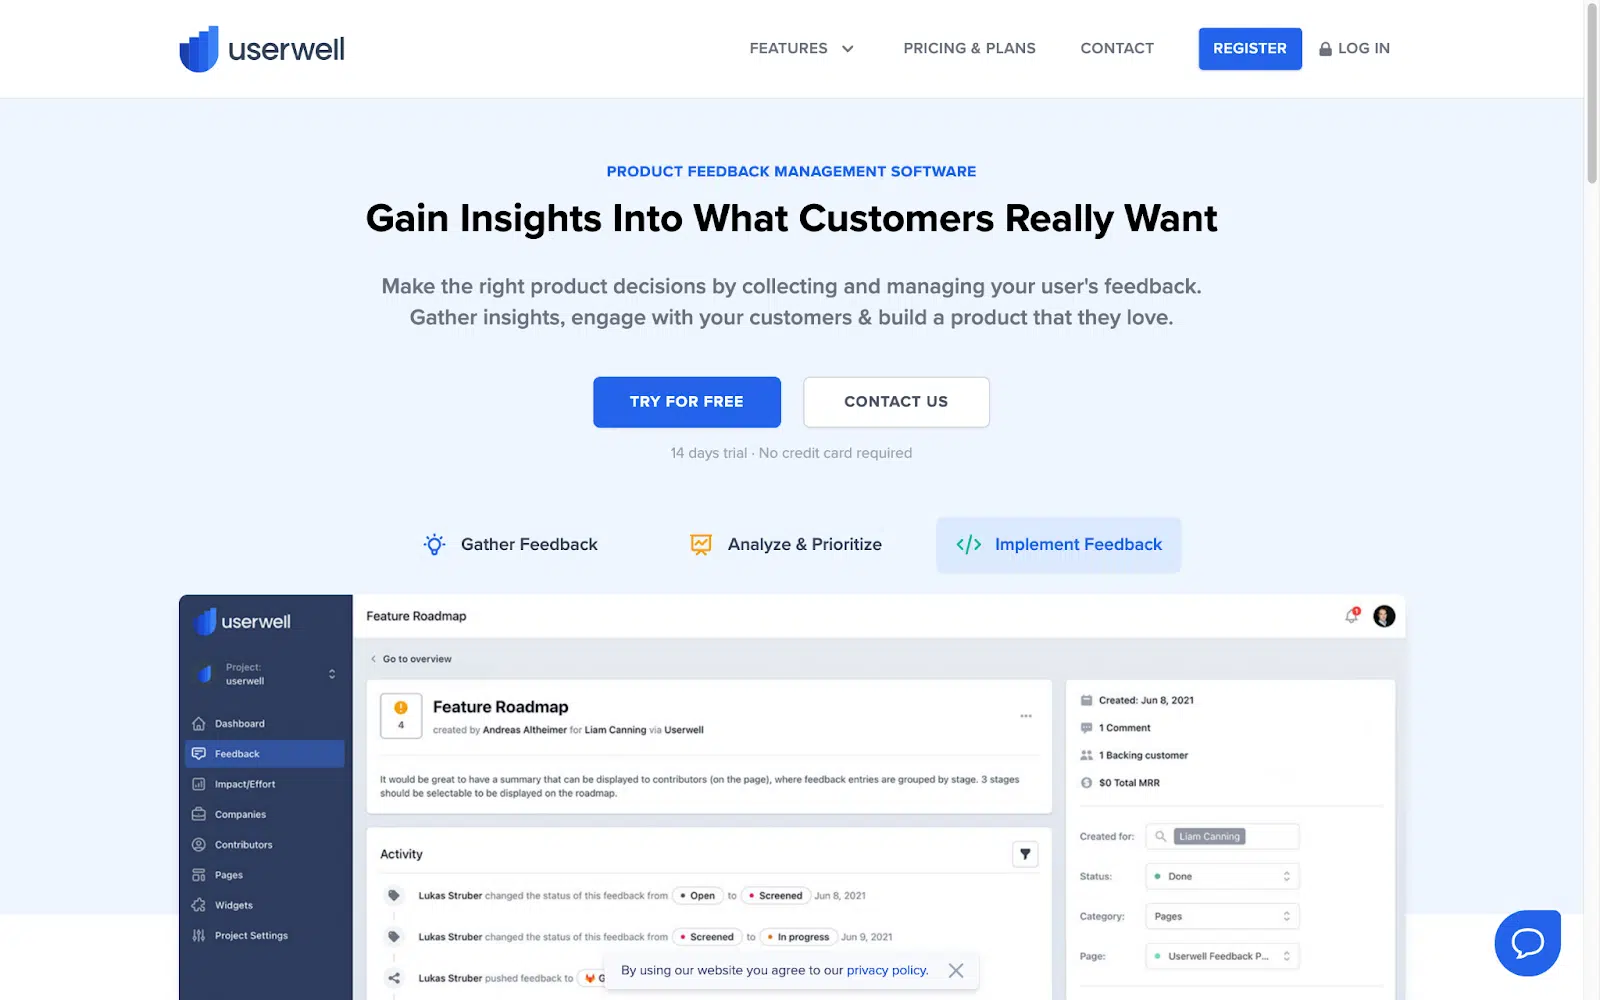 userwell
FEATURES
PRICING & PLANS
CONTACT
REGISTER
LOG IN
PRODUCT FEEDBACK MANAGEMENT SOFTWARE
Gain Insights Into What Customers Really Want
Make the right product decisions by collecting and managing your user's feedback.
Gather insights, engage with your customers & build a product that they love.
TRY FOR FREE
CONTACT US
14 days trial · No credit card required
Gather Feedback
Analyze & Prioritize
Implement Feedback
userwell
Project:
userwell
Dashboard
Feedback
Impact/Effort
Companies
Contributors
Pages
Widgets
Project Settings
Feature Roadmap
Go to overview
4
Feature Roadmap
created by Andreas Altheimer for Liam Canning via Userwell
It would be great to have a summary that can be displayed to contributors (on the page), where feedback entries are grouped by stage. 3 stages
should be selectable to be displayed on the roadmap.
Activity
Lukas Struber changed the status of this feedback from Open to Screened Jun 8, 2021
Lukas Struber changed the status of this feedback from Screened to In progress Jun 9, 2021
Lukas Struber pushed feedback to G
Created: Jun 8, 2021
1 Comment
1 Backing customer
$0 Total MRR
Created for: Liam Canning
Status: Done
Category: Pages
Page: Userwell Feedback P...
By using our website you agree to our privacy policy.